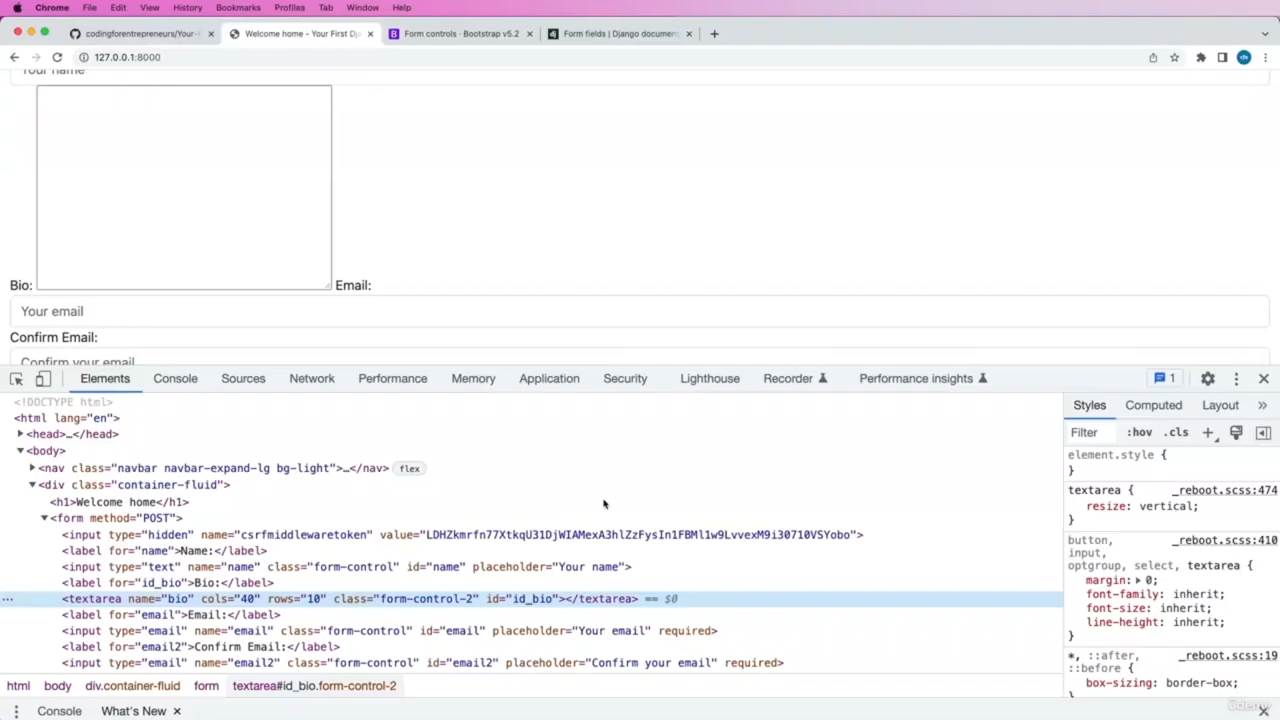 Chrome File Edit View History Bookmarks Profiles Tab Window Help
codingforentrepreneurs/Your-F Welcome home - Your First Dja Form controls · Bootstrap v5.2 Form fields | Django document
127.0.0.1:8000
Your name
Bio: Email:
Your email
Confirm Email:
Confirm your email
Elements Console Sources Network Performance Memory Application Security Lighthouse Recorder Performance insights 1
<!DOCTYPE html>
<html lang="en">
<head>…</head>
<body>
<nav class="navbar navbar-expand-lg bg-light">…</nav> flex
<div class="container-fluid">
<h1>Welcome home</h1>
<form method="POST">
<input type="hidden" name="csrfmiddlewaretoken" value="LDHZkmrfn77XtkqU31DjWIAMexA3hlZzFysIn1FBMl1w9LvvexM9i30710VSYobo">
<label for="name">Name:</label>
<input type="text" name="name" class="form-control" id="name" placeholder="Your name">
<label for="id_bio">Bio:</label>
… <textarea name="bio" cols="40" rows="10" class="form-control-2" id="id_bio"></textarea> == $0
<label for="email">Email:</label>
<input type="email" name="email" class="form-control" id="email" placeholder="Your email" required>
<label for="email2">Confirm Email:</label>
<input type="email" name="email2" class="form-control" id="email2" placeholder="Confirm your email" required>
html body div.container-fluid form textarea#id_bio.form-control-2
Console What's New
Styles Computed Layout
Filter :hov .cls
element.style {
}
textarea { _reboot.scss:474
resize: vertical;
}
button, _reboot.scss:410
input,
optgroup, select, textarea {
margin: 0;
font-family: inherit;
font-size: inherit;
line-height: inherit;
}
*, ::after, _reboot.scss:19
::before {
box-sizing: border-box;
}
Udemy